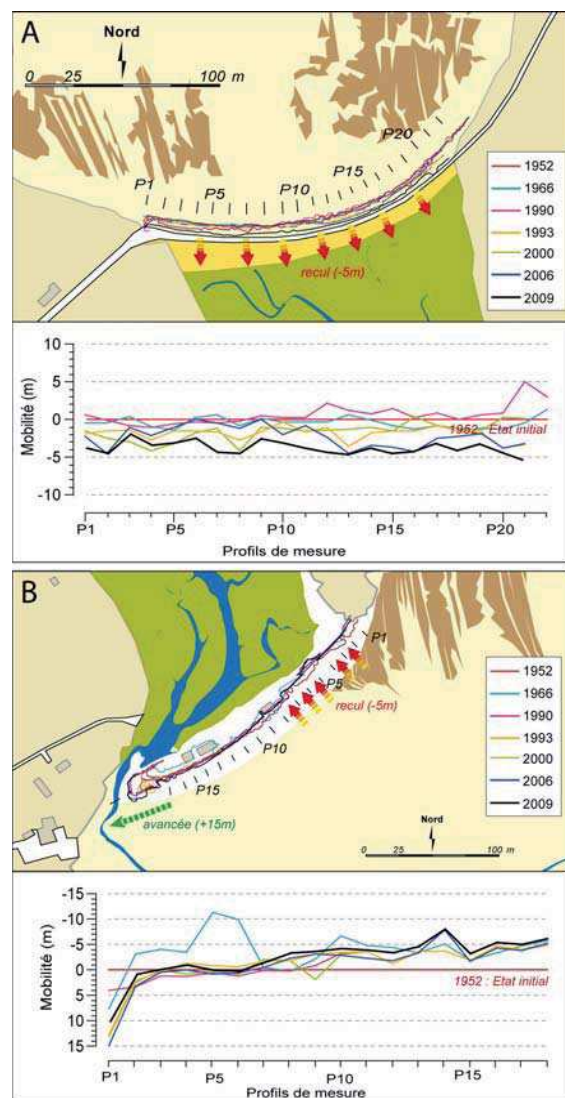 A
Nord
0 25 100 m
P1
P5
P10
P15
P20
recul (-5m)
1952
1966
1990
1993
2000
2006
2009
Mobilité (m)
10
5
0
-5
-10
1952 : Etat initial
P1 P5 P10 P15 P20
Profils de mesure
B
P1
P5
recul (-5m)
P10
P15
avancée (+15m)
1952
1966
1990
1993
2000
2006
2009
Nord
0 25 100 m
Mobilité (m)
-15
-10
-5
0
5
10
15
1952 : Etat initial
P1 P5 P10 P15
Profils de mesure